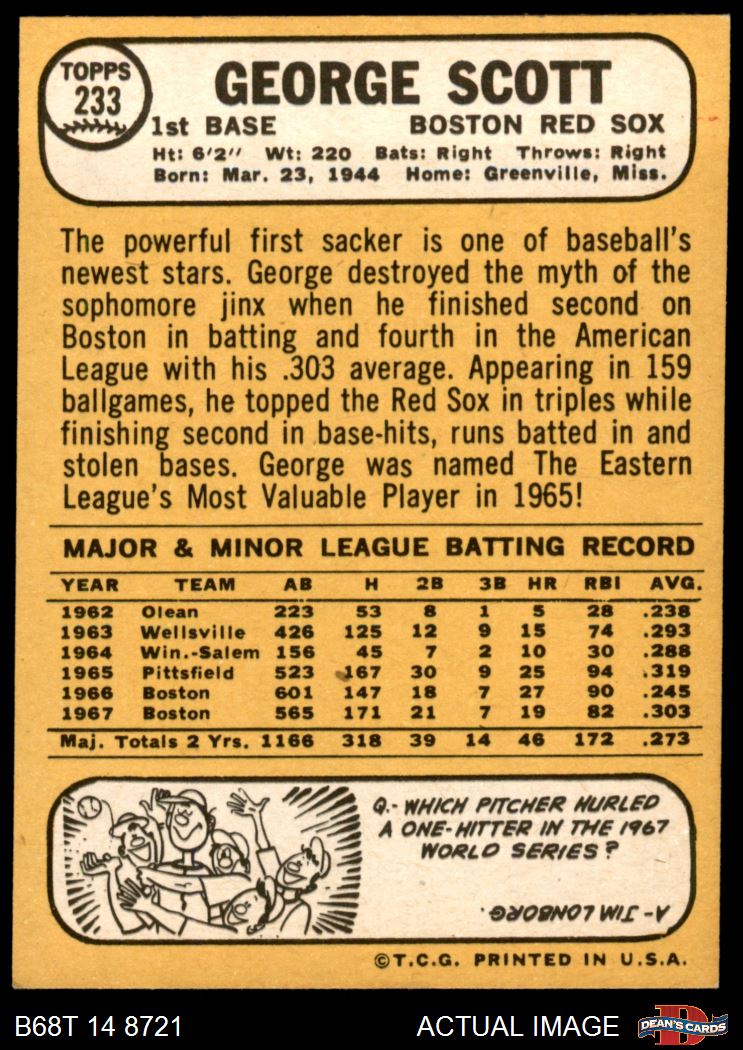 TOPPS
233
GEORGE SCOTT
1st BASE BOSTON RED SOX
Ht: 6'2" Wt: 220 Bats: Right Throws: Right
Born: Mar. 23, 1944 Home: Greenville, Miss.
The powerful first sacker is one of baseball's
newest stars. George destroyed the myth of the
sophomore jinx when he finished second on
Boston in batting and fourth in the American
League with his .303 average. Appearing in 159
ballgames, he topped the Red Sox in triples while
finishing second in base-hits, runs batted in and
stolen bases. George was named The Eastern
League's Most Valuable Player in 1965!
MAJOR & MINOR LEAGUE BATTING RECORD
YEAR TEAM AB H 2B 3B HR RBI AVG.
1962 Olean 223 53 8 1 5 28 .238
1963 Wellsville 426 125 12 9 15 74 .293
1964 Win.-Salem 156 45 7 2 10 30 .288
1965 Pittsfield 523 167 30 9 25 94 .319
1966 Boston 601 147 18 7 27 90 .245
1967 Boston 565 171 21 7 19 82 .303
Maj. Totals 2 Yrs. 1166 318 39 14 46 172 .273
Q.- WHICH PITCHER HURLED
A ONE-HITTER IN THE 1967
WORLD SERIES?
A- JIM LONBORG.
©T.C.G. PRINTED IN U.S.A.
B68T 14 8721 ACTUAL IMAGE
D
DEAN'S CARDS